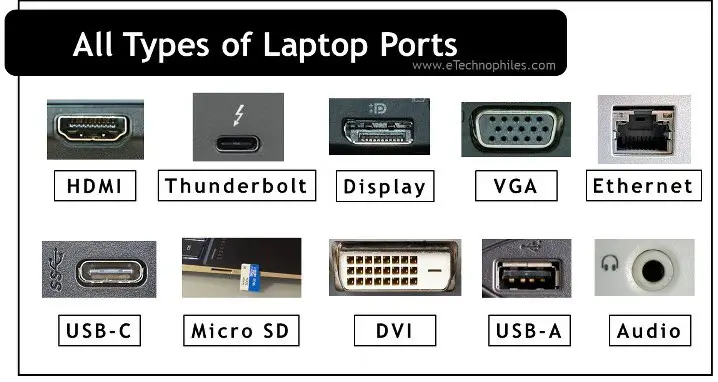 All Types of Laptop Ports
www.eTechnophiles.com
HDMI
Thunderbolt
Display
VGA
Ethernet
USB-C
Micro SD
DVI
USB-A
Audio